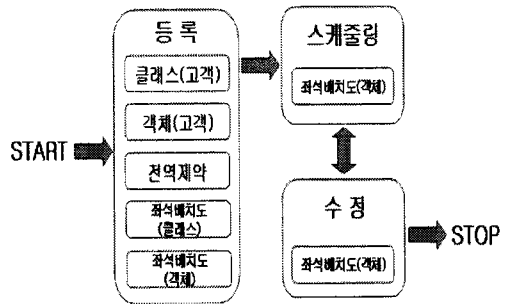 등 록
클래스(고객)
객체(고객)
전역제약
좌석배치도
(클래스)
좌석배치도
(객체)
START
스케줄링
좌석배치도(객체)
수 정
좌석배치도(객체)
STOP